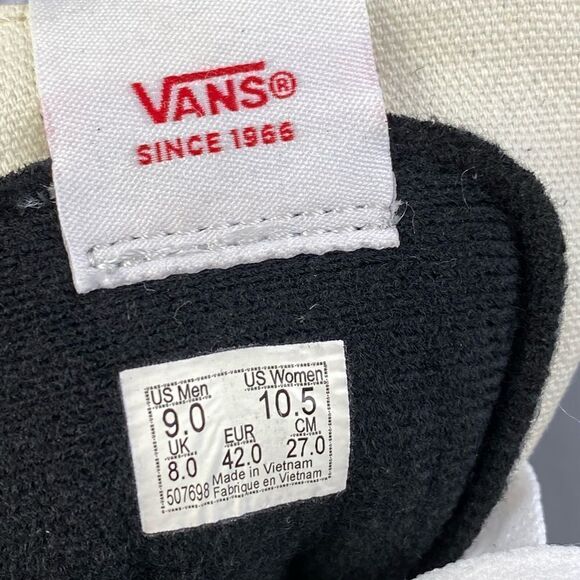 VANS®
SINCE 1966
US Men US Women
9.0 10.5
UK EUR CM
8.0 42.0 27.0
Made in Vietnam
507698 Fabrique en Vietnam